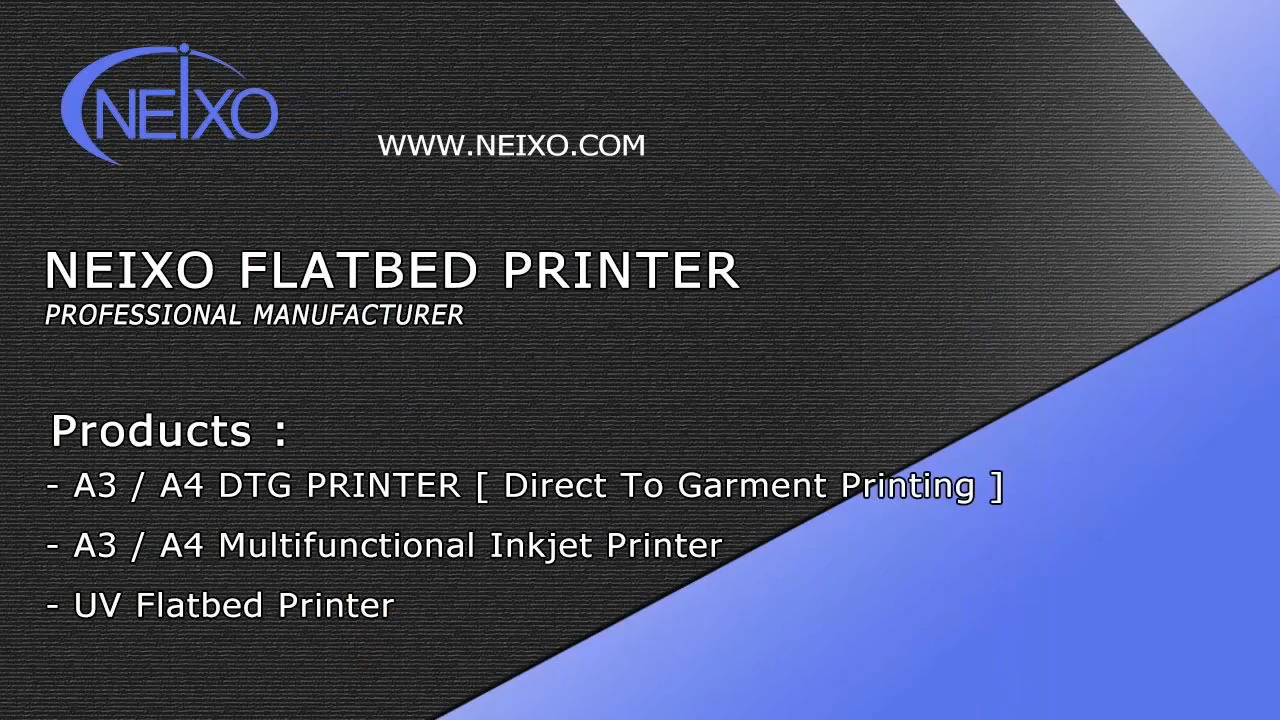 NEIXO
WWW.NEIXO.COM
NEIXO FLATBED PRINTER
PROFESSIONAL MANUFACTURER
Products :
- A3 / A4 DTG PRINTER [ Direct To Garment Printing ]
- A3 / A4 Multifunctional Inkjet Printer
- UV Flatbed Printer